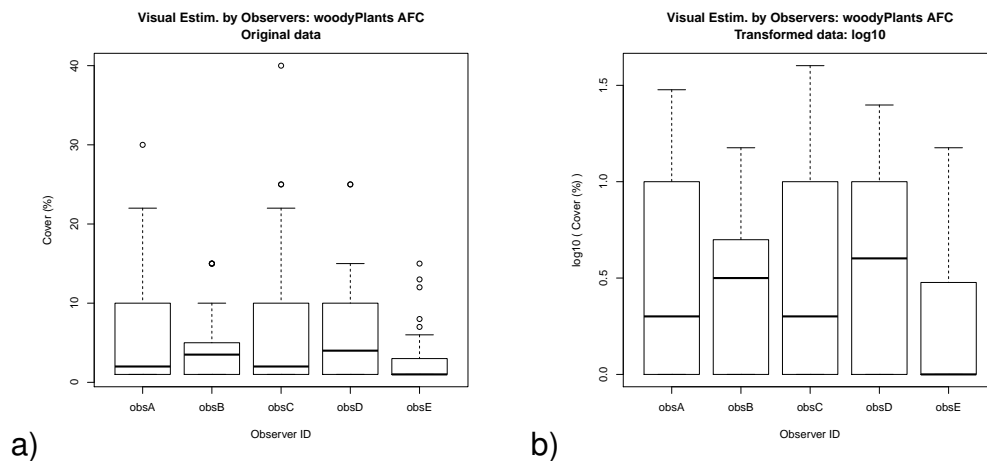 Visual Estim. by Observers: woodyPlants AFC
Original data
40
30
20
10
0
Cover (%)
obsA obsB obsC obsD obsE
Observer ID
a)
Visual Estim. by Observers: woodyPlants AFC
Transformed data: log10
1.5
1.0
0.5
0.0
log10 ( Cover (%) )
obsA obsB obsC obsD obsE
Observer ID
b)